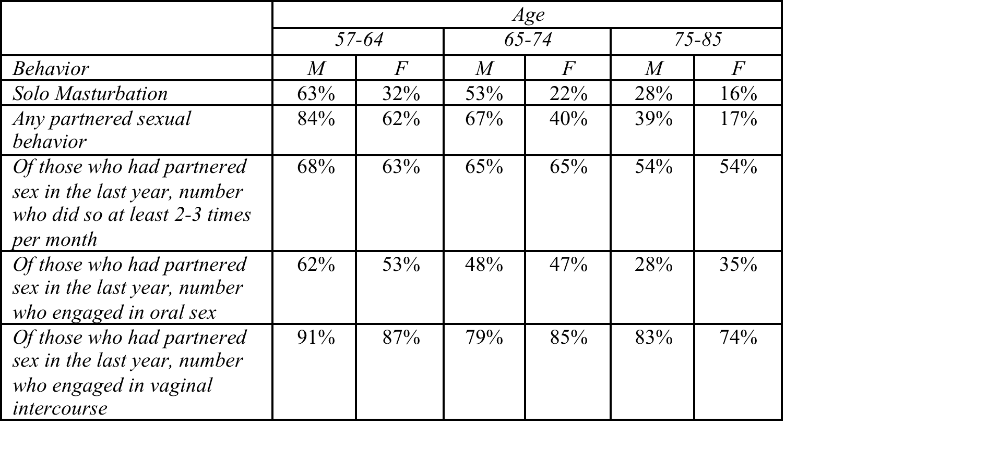 Age
57-64 65-74 75-85
Behavior M F M F M F
Solo Masturbation 63% 32% 53% 22% 28% 16%
Any partnered sexual 84% 62% 67% 40% 39% 17%
behavior
Of those who had partnered 68% 63% 65% 65% 54% 54%
sex in the last year, number
who did so at least 2-3 times
per month
Of those who had partnered 62% 53% 48% 47% 28% 35%
sex in the last year, number
who engaged in oral sex
Of those who had partnered 91% 87% 79% 85% 83% 74%
sex in the last year, number
who engaged in vaginal
intercourse